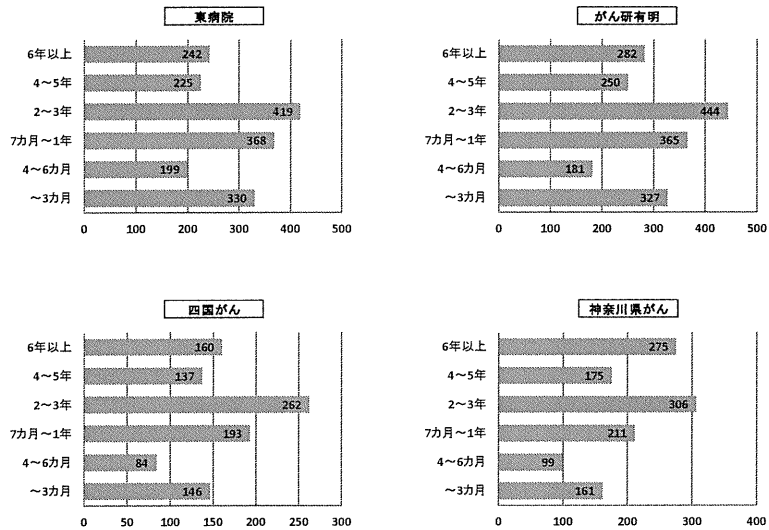 東病院
6年以上 242
4～5年 225
2～3年 419
7カ月～1年 368
4～6カ月 199
～3カ月 330
0 100 200 300 400 500
がん研有明
6年以上 282
4～5年 250
2～3年 444
7カ月～1年 365
4～6カ月 181
～3カ月 327
0 100 200 300 400 500
四国がん
6年以上 160
4～5年 137
2～3年 262
7カ月～1年 193
4～6カ月 84
～3カ月 146
0 50 100 150 200 250 300
神奈川県がん
6年以上 275
4～5年 175
2～3年 306
7カ月～1年 211
4～6カ月 99
～3カ月 161
0 100 200 300 400